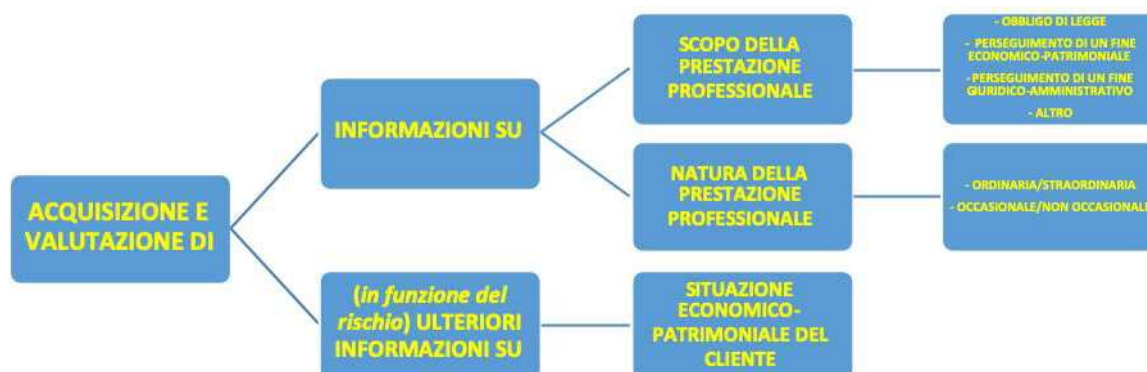 ACQUISIZIONE E
VALUTAZIONE DI
INFORMAZIONI SU
SCOPO DELLA
PRESTAZIONE
PROFESSIONALE
- OBBLIGO DI LEGGE
- PERSEGUIMENTO DI UN FINE
ECONOMICO-PATRIMONIALE
-PERSEGUIMENTO DI UN FINE
GIURIDICO-AMMINISTRATIVO
- ALTRO
NATURA DELLA
PRESTAZIONE
PROFESSIONALE
- ORDINARIA/STRAORDINARIA
- OCCASIONALE/NON OCCASIONALE
(in funzione del
rischio) ULTERIORI
INFORMAZIONI SU
SITUAZIONE
ECONOMICO-
PATRIMONIALE DEL
CLIENTE